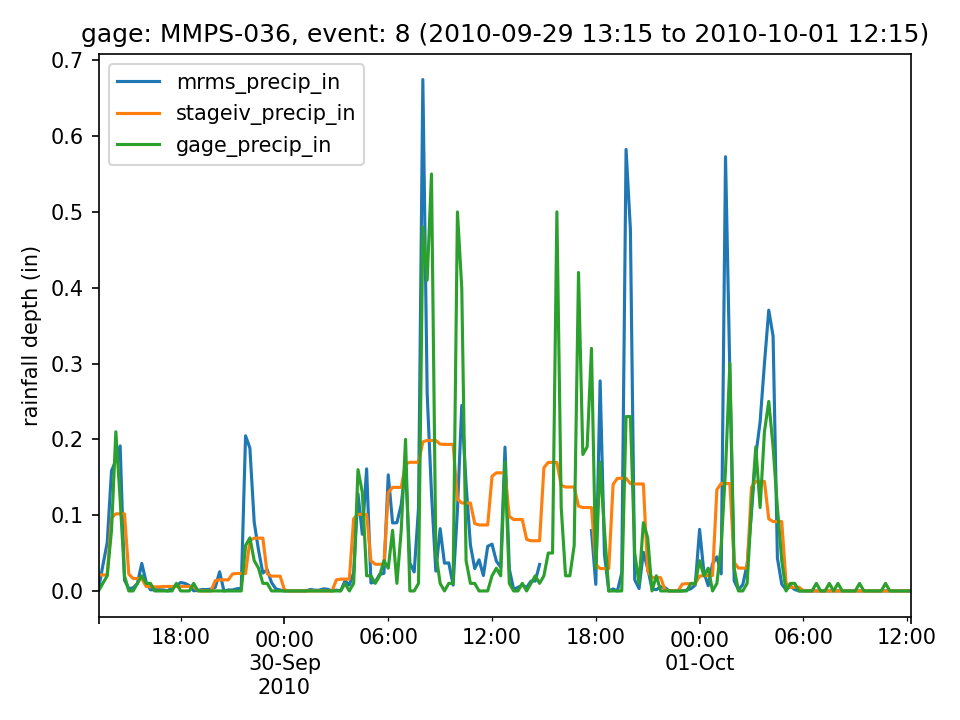 gage: MMPS-036, event: 8 (2010-09-29 13:15 to 2010-10-01 12:15)
mrms_precip_in
stageiv_precip_in
gage_precip_in
rainfall depth (in)
0.7
0.6
0.5
0.4
0.3
0.2
0.1
0.0
18:00 00:00 06:00 12:00 18:00 00:00 06:00 12:00
30-Sep 01-Oct
2010